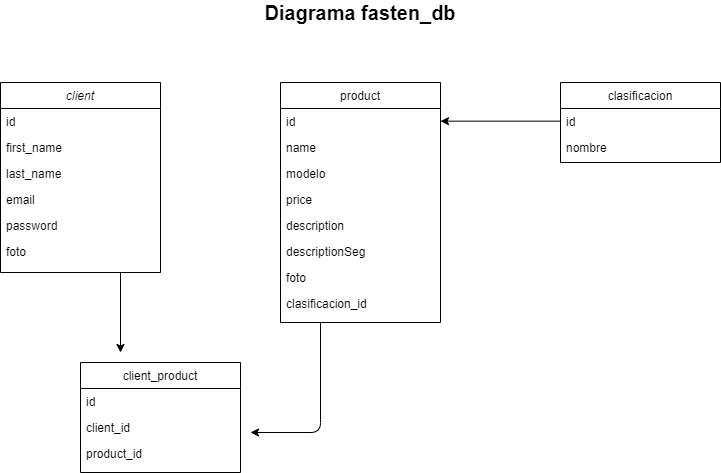 Diagrama fasten_db
client
id
first_name
last_name
email
password
foto
product
id
name
modelo
price
description
descriptionSeg
foto
clasificacion_id
clasificacion
id
nombre
client_product
id
client_id
product_id